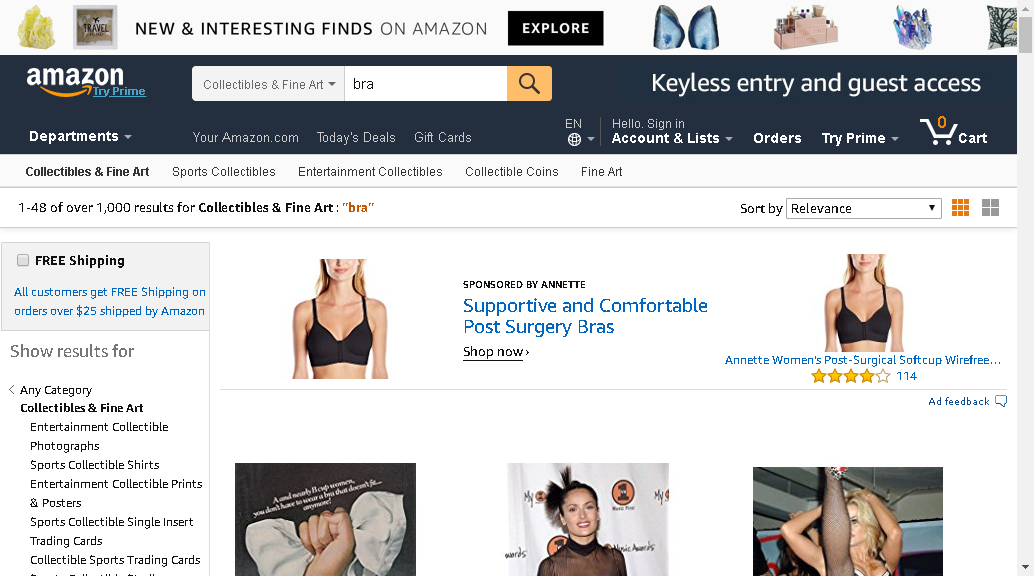 TRAVEL
NEW & INTERESTING FINDS ON AMAZON
EXPLORE
amazon
Try Prime
Collectibles & Fine Art
bra
Keyless entry and guest access
Departments
Your Amazon.com
Today's Deals
Gift Cards
EN
Hello. Sign in
Account & Lists
Orders
Try Prime
0
Cart
Collectibles & Fine Art
Sports Collectibles
Entertainment Collectibles
Collectible Coins
Fine Art
1-48 of over 1,000 results for Collectibles & Fine Art : "bra"
Sort by
Relevance
FREE Shipping
All customers get FREE Shipping on
orders over $25 shipped by Amazon
Show results for
Any Category
Collectibles & Fine Art
Entertainment Collectible
Photographs
Sports Collectible Shirts
Entertainment Collectible Prints
& Posters
Sports Collectible Single Insert
Trading Cards
Collectible Sports Trading Cards
SPONSORED BY ANNETTE
Supportive and Comfortable
Post Surgery Bras
Shop now ›
Annette Women's Post-Surgical Softcup Wirefree...
114
Ad feedback
A and nearly B cup women,
you don't have to wear a bra that doesn't fit...
anymore!
My
1
Music First
My
wards
Music Awards